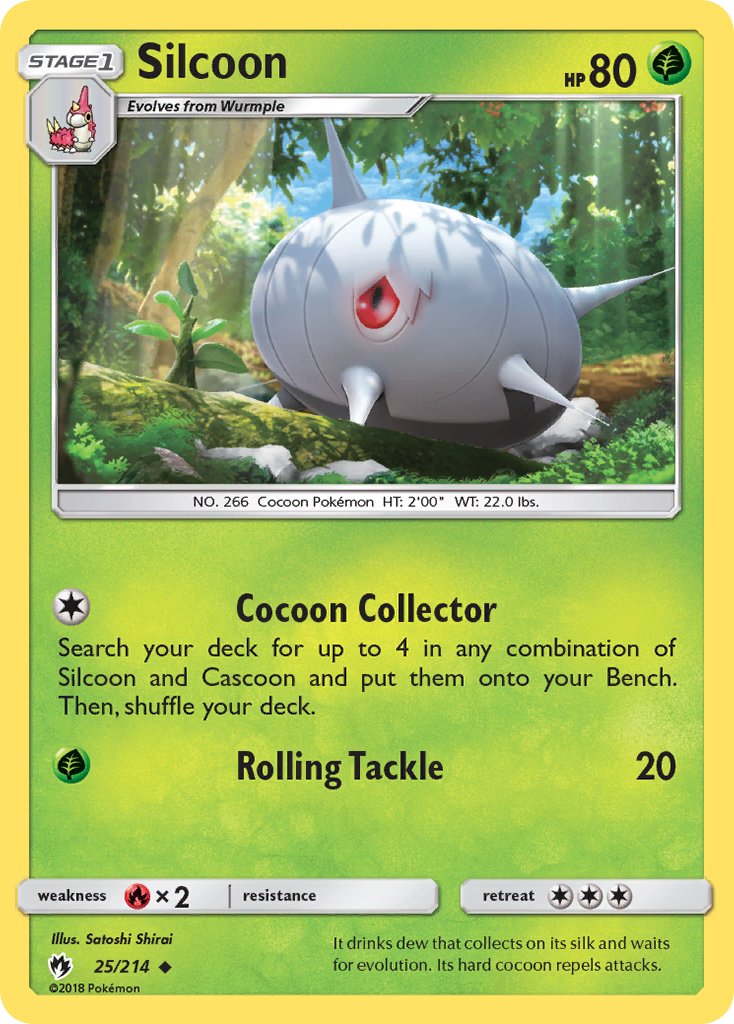 STAGE1
Silcoon
HP80
Evolves from Wurmple
NO. 266 Cocoon Pokémon HT: 2'00" WT: 22.0 lbs.
Cocoon Collector
Search your deck for up to 4 in any combination of
Silcoon and Cascoon and put them onto your Bench.
Then, shuffle your deck.
Rolling Tackle 20
weakness ×2 resistance retreat
Illus. Satoshi Shirai
25/214
©2018 Pokémon
It drinks dew that collects on its silk and waits
for evolution. Its hard cocoon repels attacks.